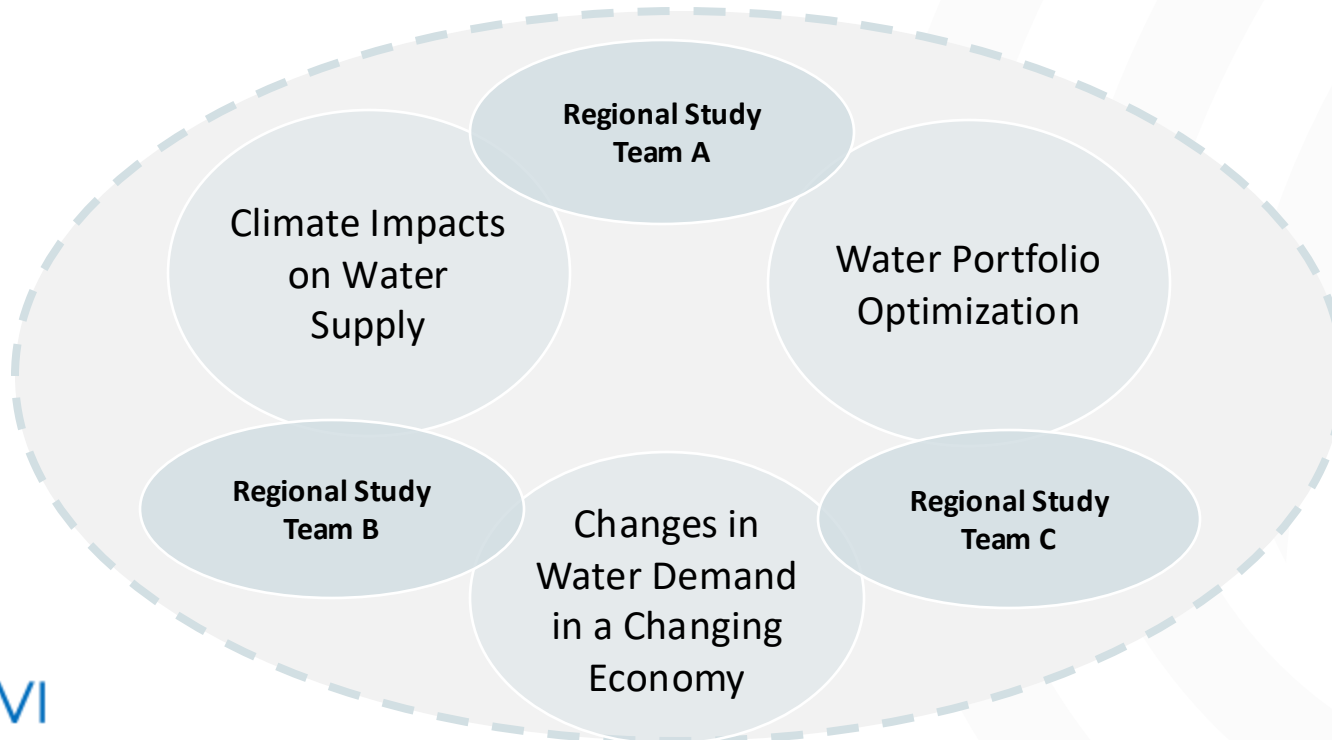 Regional Study
Team A
Climate Impacts
on Water
Supply
Water Portfolio
Optimization
Regional Study
Team B
Changes in
Water Demand
in a Changing
Economy
Regional Study
Team C
VI